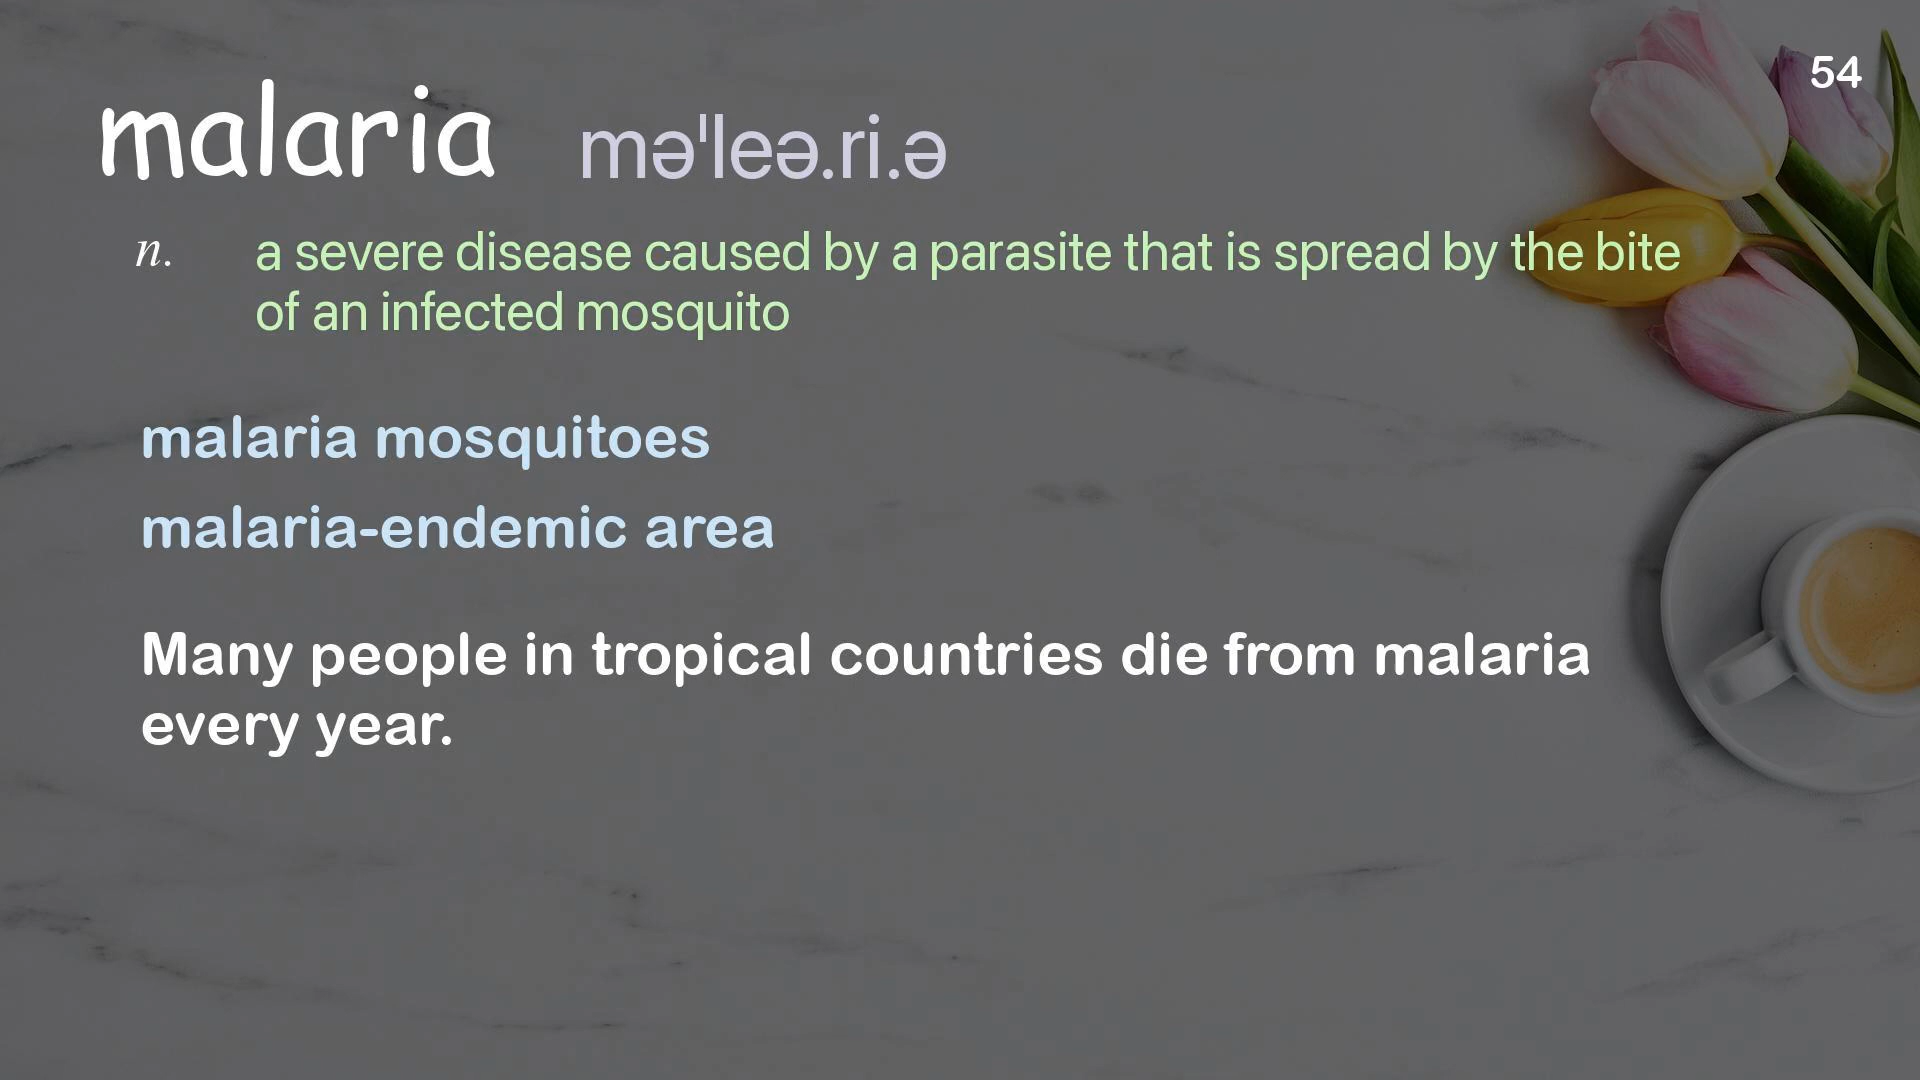 54
malaria məˈleə.ri.ə
n. a severe disease caused by a parasite that is spread by the bite
of an infected mosquito
malaria mosquitoes
malaria-endemic area
Many people in tropical countries die from malaria
every year.